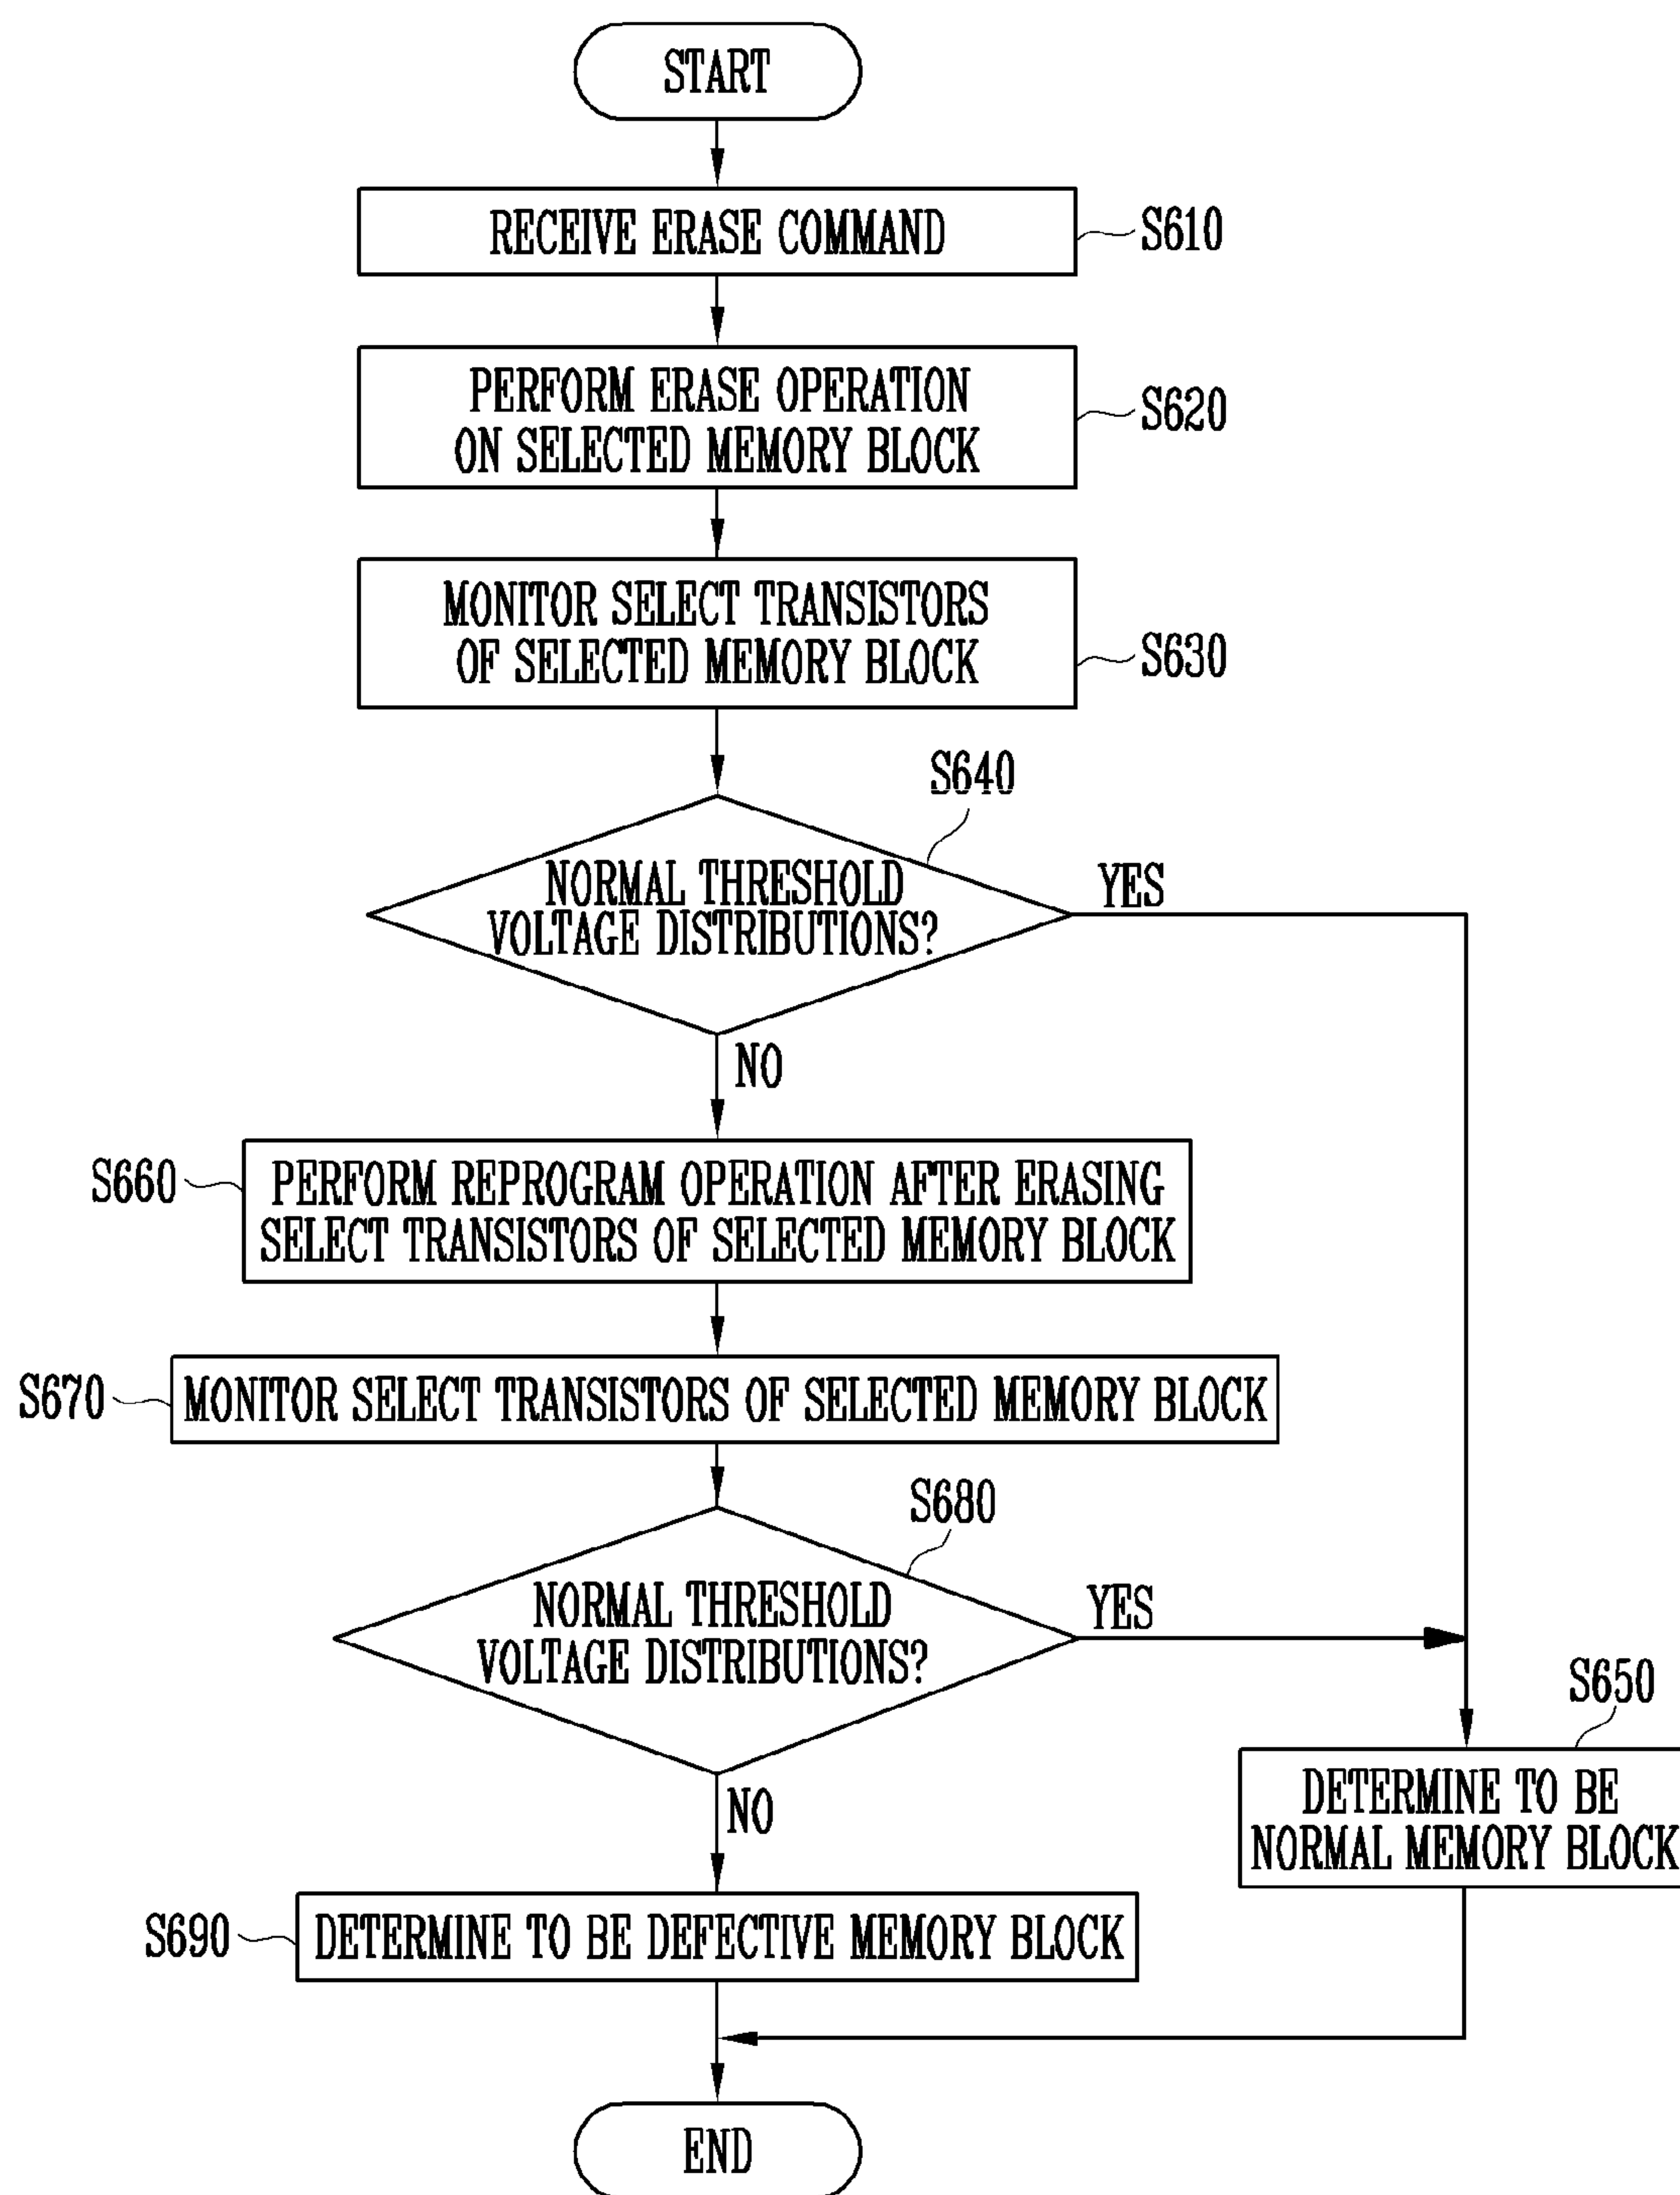 START
RECEIVE ERASE COMMAND
S610
PERFORM ERASE OPERATION
ON SELECTED MEMORY BLOCK
S620
MONITOR SELECT TRANSISTORS
OF SELECTED MEMORY BLOCK
S630
S640
NORMAL THRESHOLD
VOLTAGE DISTRIBUTIONS?
YES
NO
S660
PERFORM REPROGRAM OPERATION AFTER ERASING
SELECT TRANSISTORS OF SELECTED MEMORY BLOCK
S670
MONITOR SELECT TRANSISTORS OF SELECTED MEMORY BLOCK
S680
NORMAL THRESHOLD
VOLTAGE DISTRIBUTIONS?
YES
NO
S650
DETERMINE TO BE
NORMAL MEMORY BLOCK
S690
DETERMINE TO BE DEFECTIVE MEMORY BLOCK
END